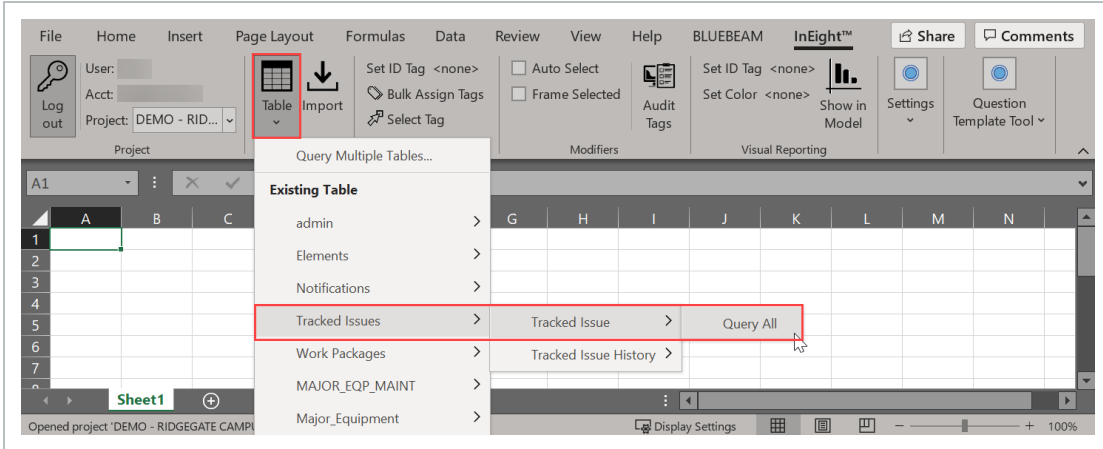 File Home Insert Page Layout Formulas Data Review View Help BLUEBEAM InEight™ Share Comments
User:
Acct:
Project: DEMO - RID...
Log out
Project
Table
Import
Set ID Tag <none>
Bulk Assign Tags
Select Tag
Auto Select
Frame Selected
Modifiers
Audit Tags
Set ID Tag <none>
Set Color <none>
Show in Model
Visual Reporting
Settings
Question Template Tool
Query Multiple Tables...
A1
Existing Table
A B C G H I J K L M N
1
2
3
4
5
6
7
admin
Elements
Notifications
Tracked Issues Tracked Issue Query All
Work Packages Tracked Issue History
MAJOR_EQP_MAINT
Major_Equipment
Sheet1
Opened project 'DEMO - RIDGEGATE CAMPU
Display Settings
100%